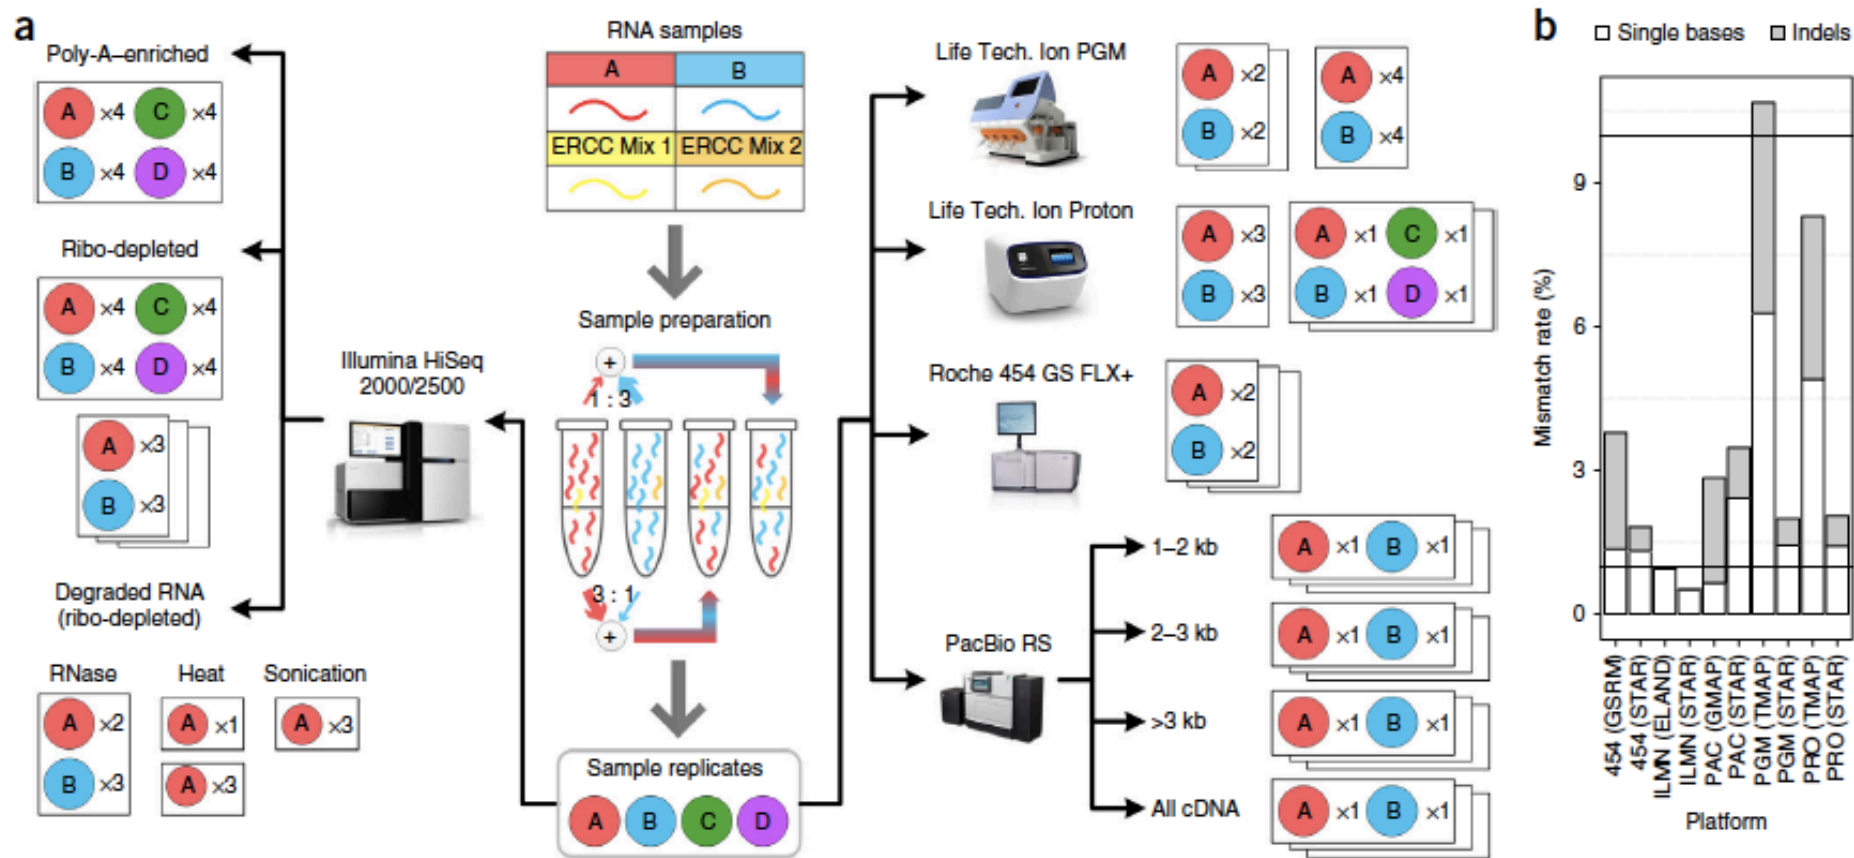 a
Poly-A–enriched
A ×4 C ×4
B ×4 D ×4
Ribo-depleted
A ×4 C ×4
B ×4 D ×4
A ×3
B ×3
Degraded RNA
(ribo-depleted)
RNase
A ×2
B ×3
Heat
A ×1
A ×3
Sonication
A ×3
Illumina HiSeq
2000/2500
RNA samples
A B
ERCC Mix 1 ERCC Mix 2
Sample preparation
+
1 : 3
3 : 1
+
Sample replicates
A B C D
Life Tech. Ion PGM
A ×2
B ×2
A ×4
B ×4
Life Tech. Ion Proton
A ×3
B ×3
A ×1 C ×1
B ×1 D ×1
Roche 454 GS FLX+
A ×2
B ×2
PacBio RS
1–2 kb
A ×1 B ×1
2–3 kb
A ×1 B ×1
>3 kb
A ×1 B ×1
All cDNA
A ×1 B ×1
b
Single bases Indels
Mismatch rate (%)
9
6
3
0
454 (GSRM)
454 (STAR)
ILMN (ELAND)
ILMN (STAR)
PAC (GMAP)
PAC (STAR)
PGM (TMAP)
PGM (STAR)
PRO (TMAP)
PRO (STAR)
Platform